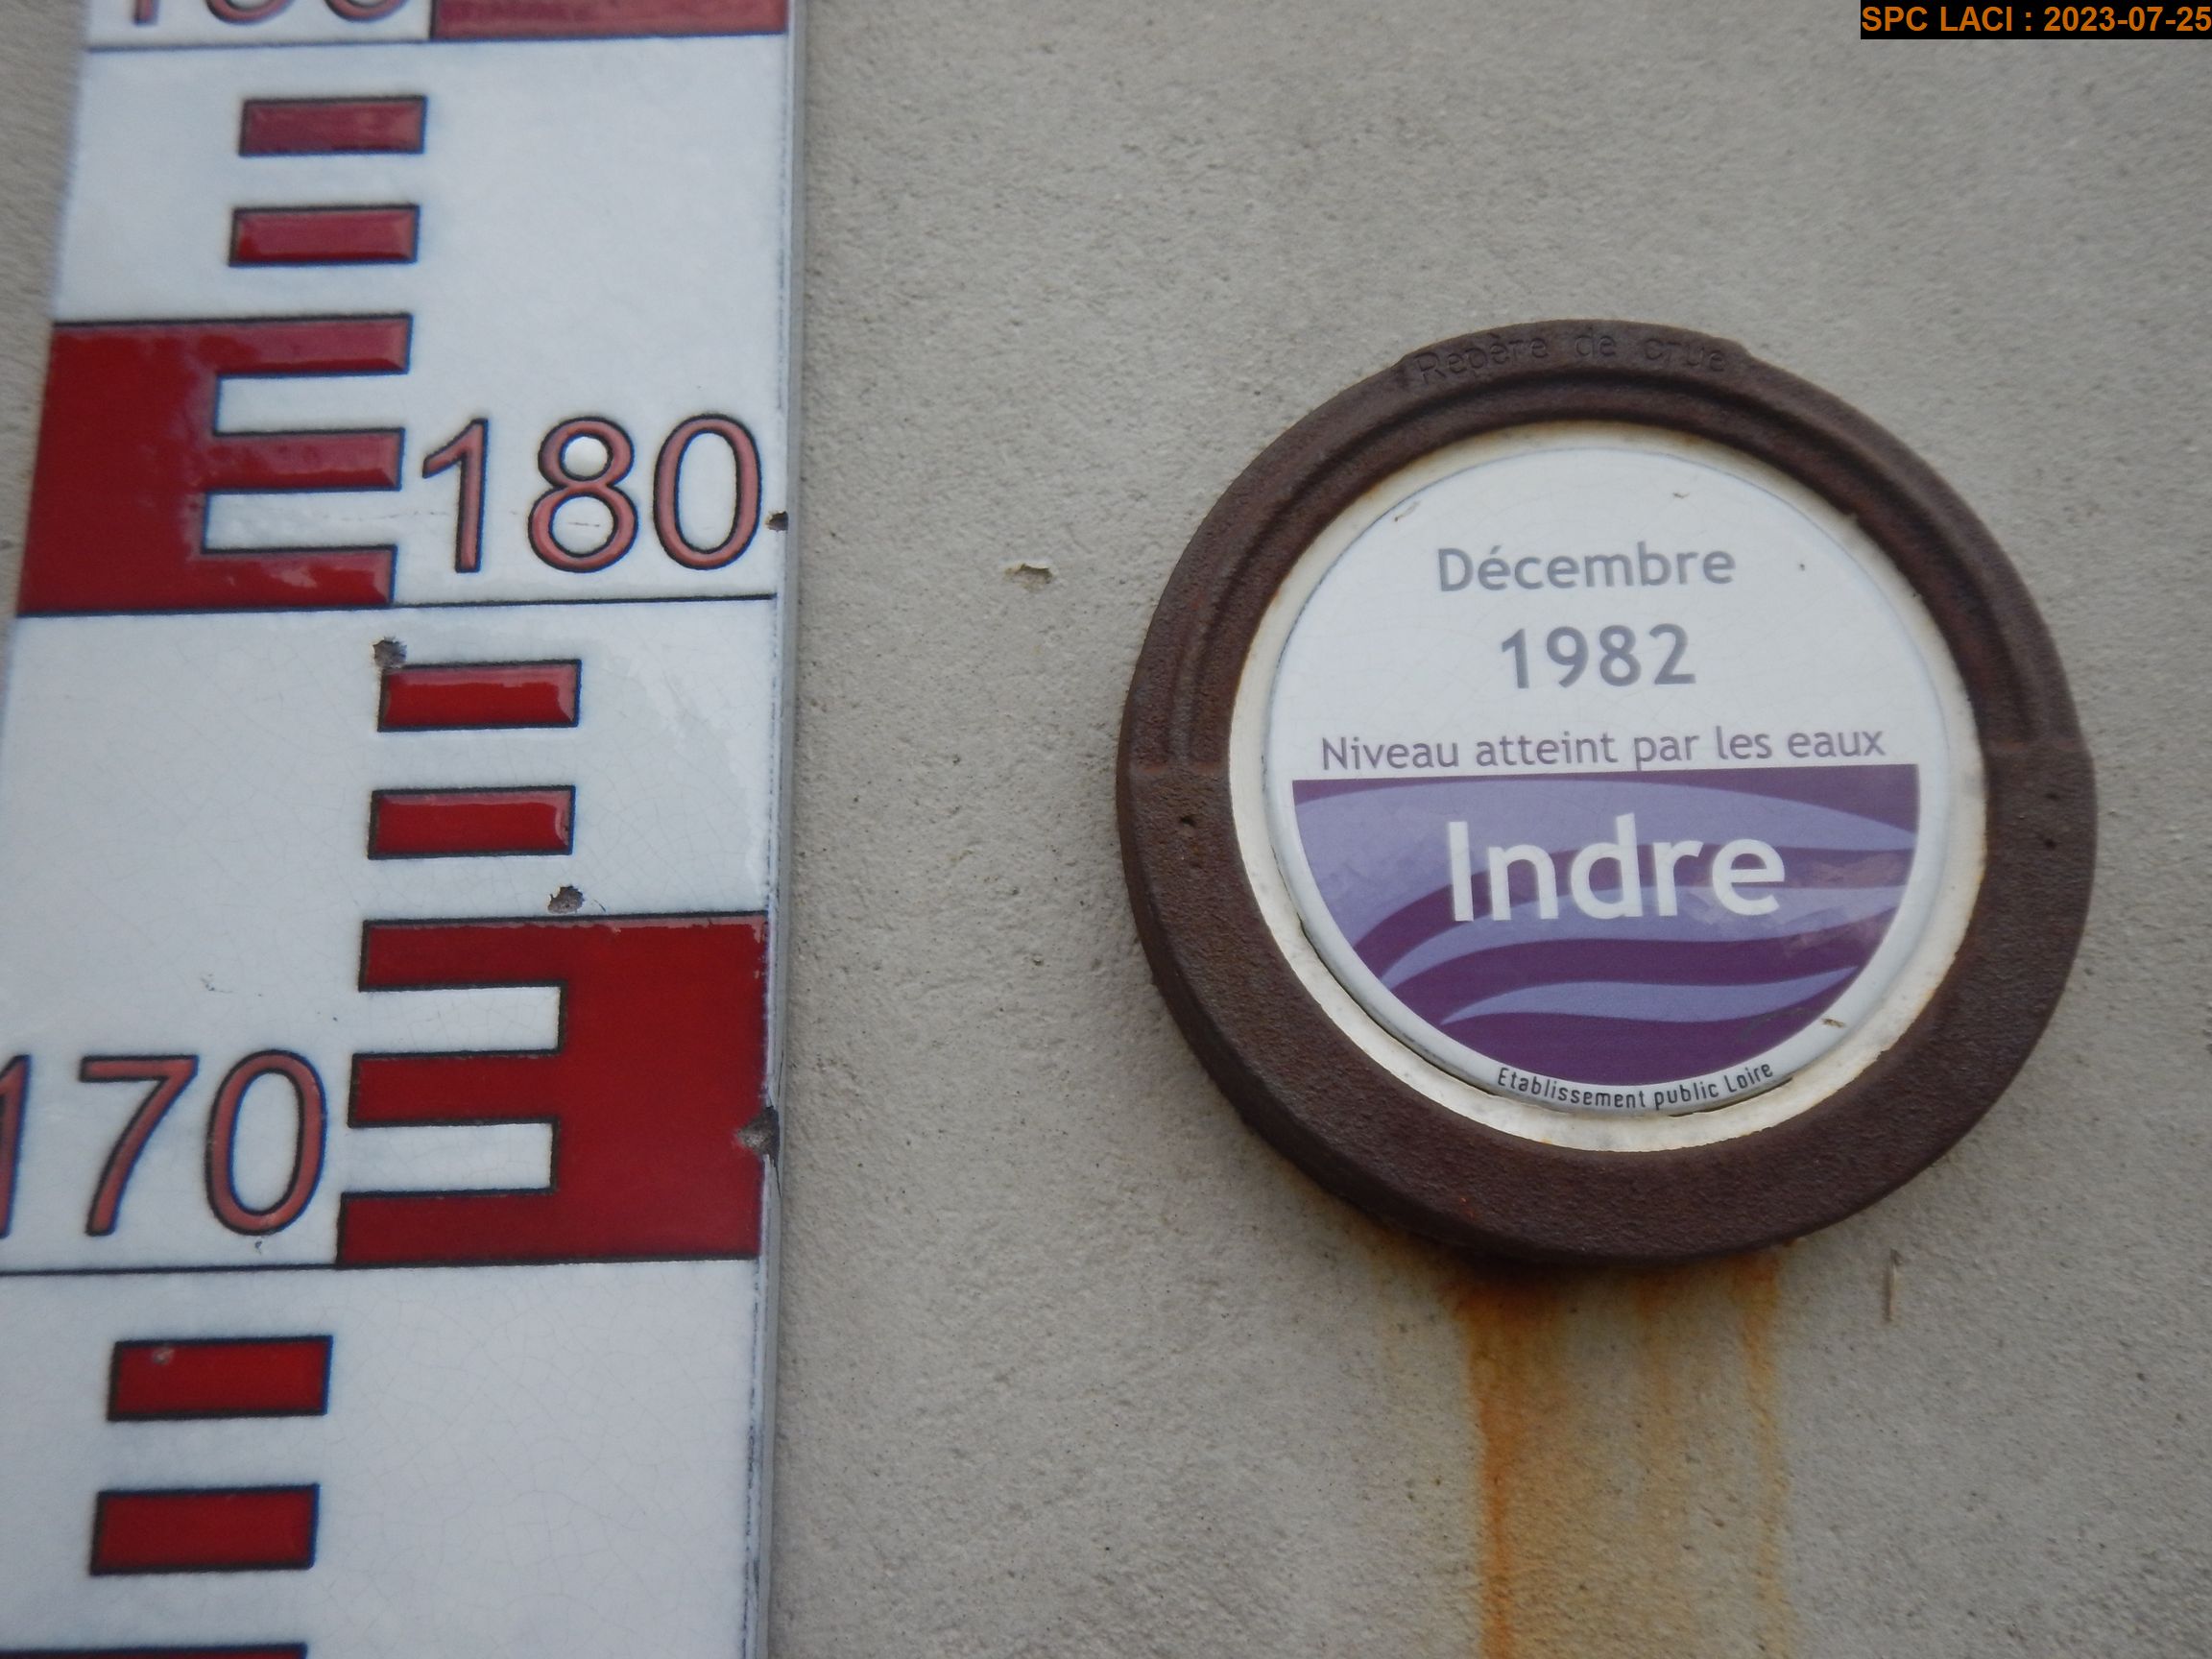 SPC LACI : 2023-07-25
180
170
Repère de crue
Décembre
1982
Niveau atteint par les eaux
Indre
Etablissement public Loire